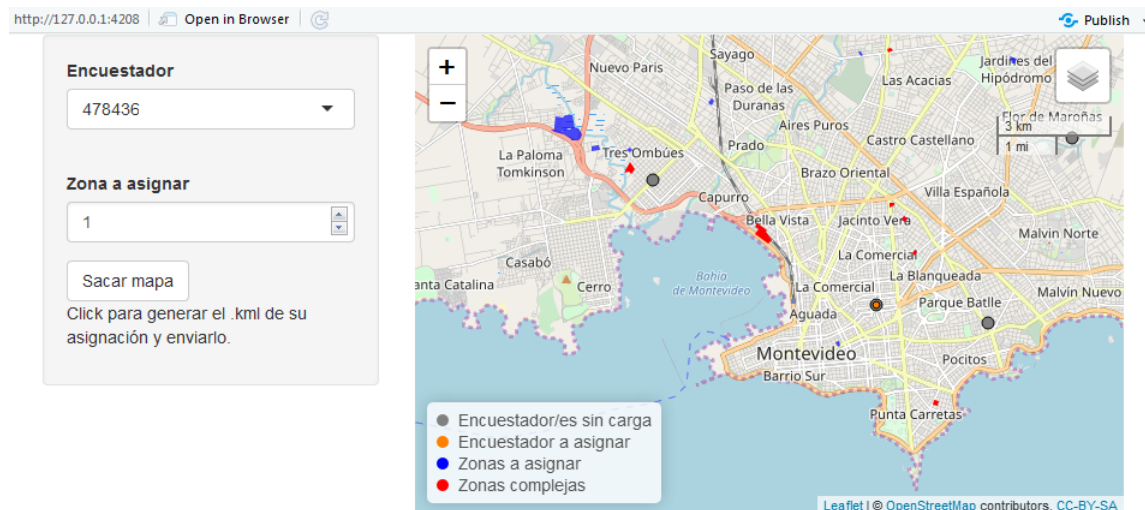 http://127.0.0.1:4208
Open in Browser
Publish
Encuestador
478436
Zona a asignar
1
Sacar mapa
Click para generar el .kml de su
asignación y enviarlo.
+
−
Nuevo Paris
Sayago
Jardines del
Hipódromo
Las Acacias
Paso de las
Duranas
Flor de Maroñas
3 km
1 mi
Aires Puros
Castro Castellano
La Paloma
Tomkinson
Tres Ombúes
Prado
Brazo Oriental
Villa Española
Capurro
Bella Vista
Jacinto Vera
Malvin Norte
Casabó
La Comercial
La Blanqueada
anta Catalina
Cerro
Bahía
de Montevideo
La Comercial
Parque Batlle
Malvin Nuevo
Aguada
Montevideo
Pocitos
Barrio Sur
Punta Carretas
Encuestador/es sin carga
Encuestador a asignar
Zonas a asignar
Zonas complejas
Leaflet | © OpenStreetMap contributors, CC-BY-SA